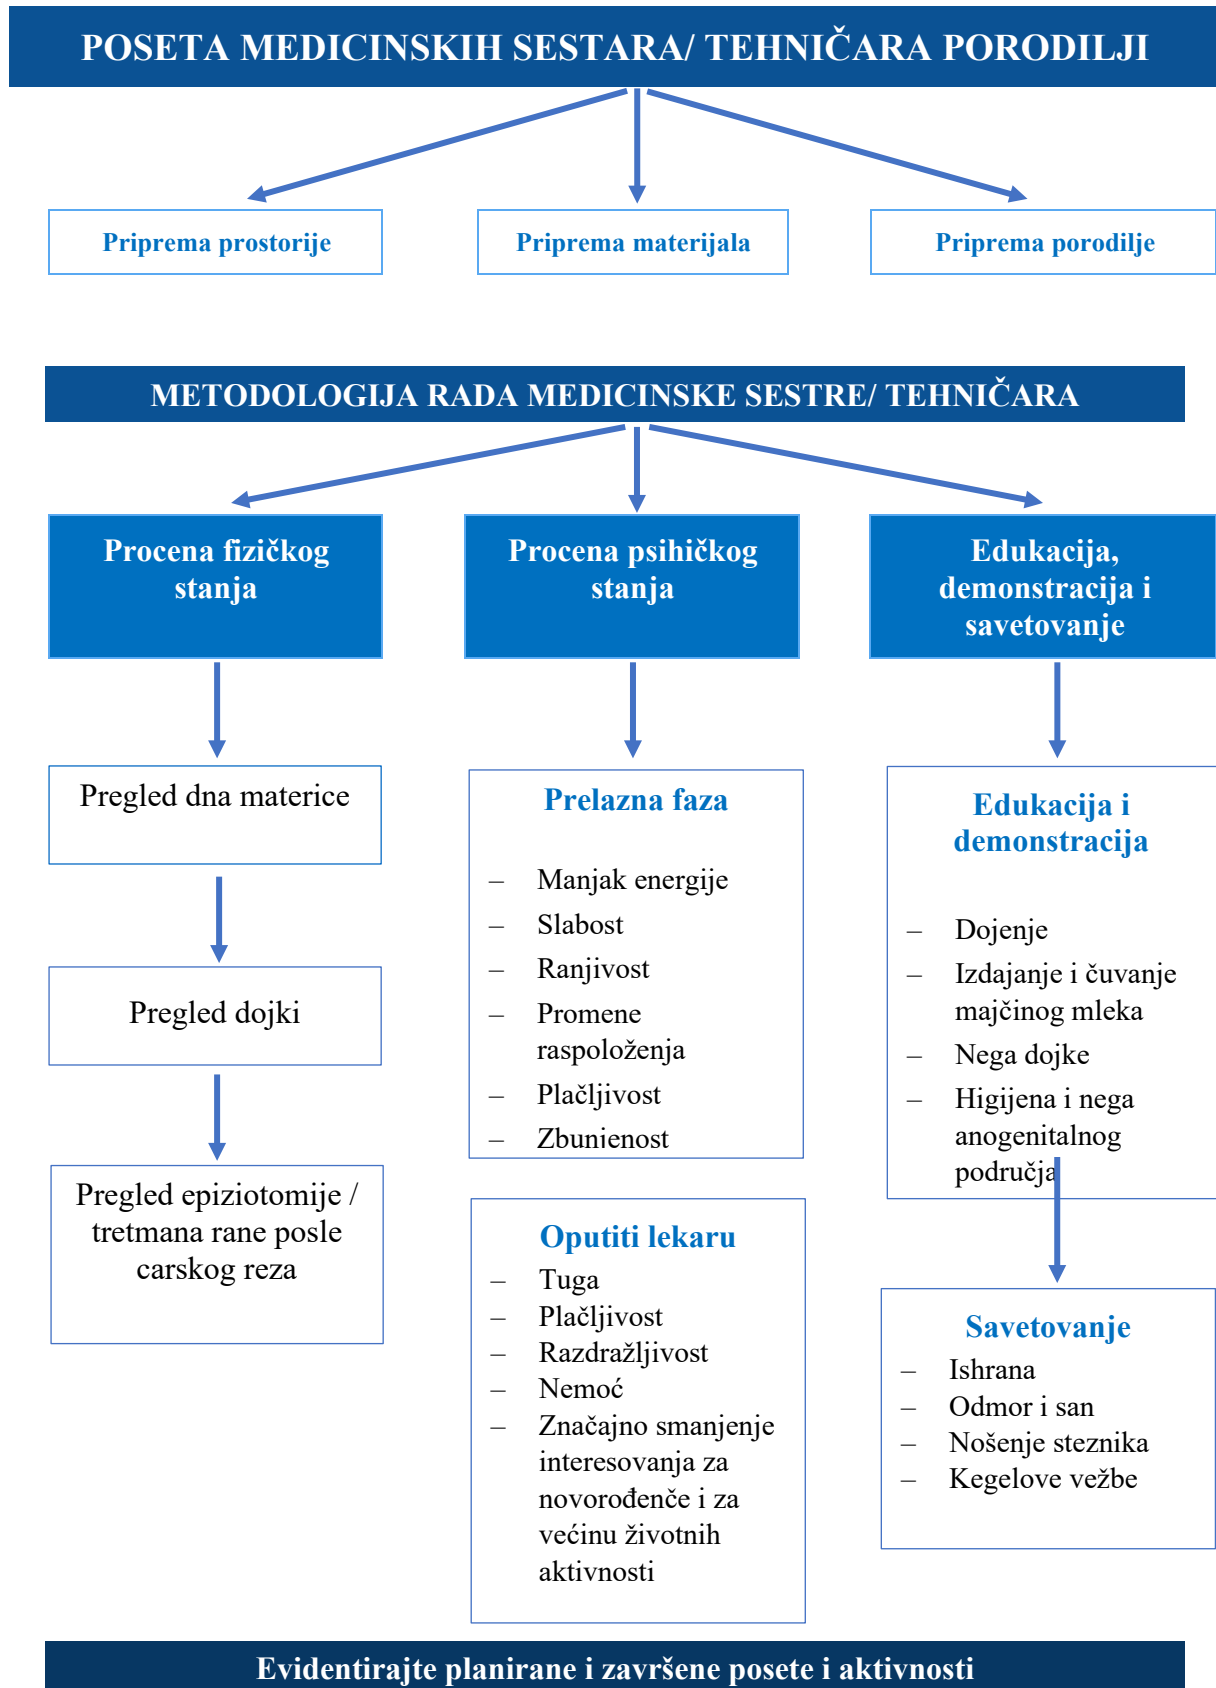 POSETA MEDICINSKIH SESTARA/ TEHNIČARA PORODILJI
Priprema prostorije
Priprema materijala
Priprema porodilje
METODOLOGIJA RADA MEDICINSKE SESTRE/ TEHNIČARA
Procena fizičkog
stanja
Procena psihičkog
stanja
Edukacija,
demonstracija i
savetovanje
Pregled dna materice
Pregled dojki
Pregled epiziotomije /
tretmana rane posle
carskog reza
Prelazna faza
– Manjak energije
– Slabost
– Ranjivost
– Promene
raspoloženja
– Plačljivost
– Zbunjenost
Oputiti lekaru
– Tuga
– Plačljivost
– Razdražljivost
– Nemoć
– Značajno smanjenje
interesovanja za
novorođenče i za
većinu životnih
aktivnosti
Edukacija i
demonstracija
– Dojenje
– Izdajanje i čuvanje
majčinog mleka
– Nega dojke
– Higijena i nega
anogenitalnog
područja
Savetovanje
– Ishrana
– Odmor i san
– Nošenje steznika
– Kegelove vežbe
Evidentirajte planirane i završene posete i aktivnosti